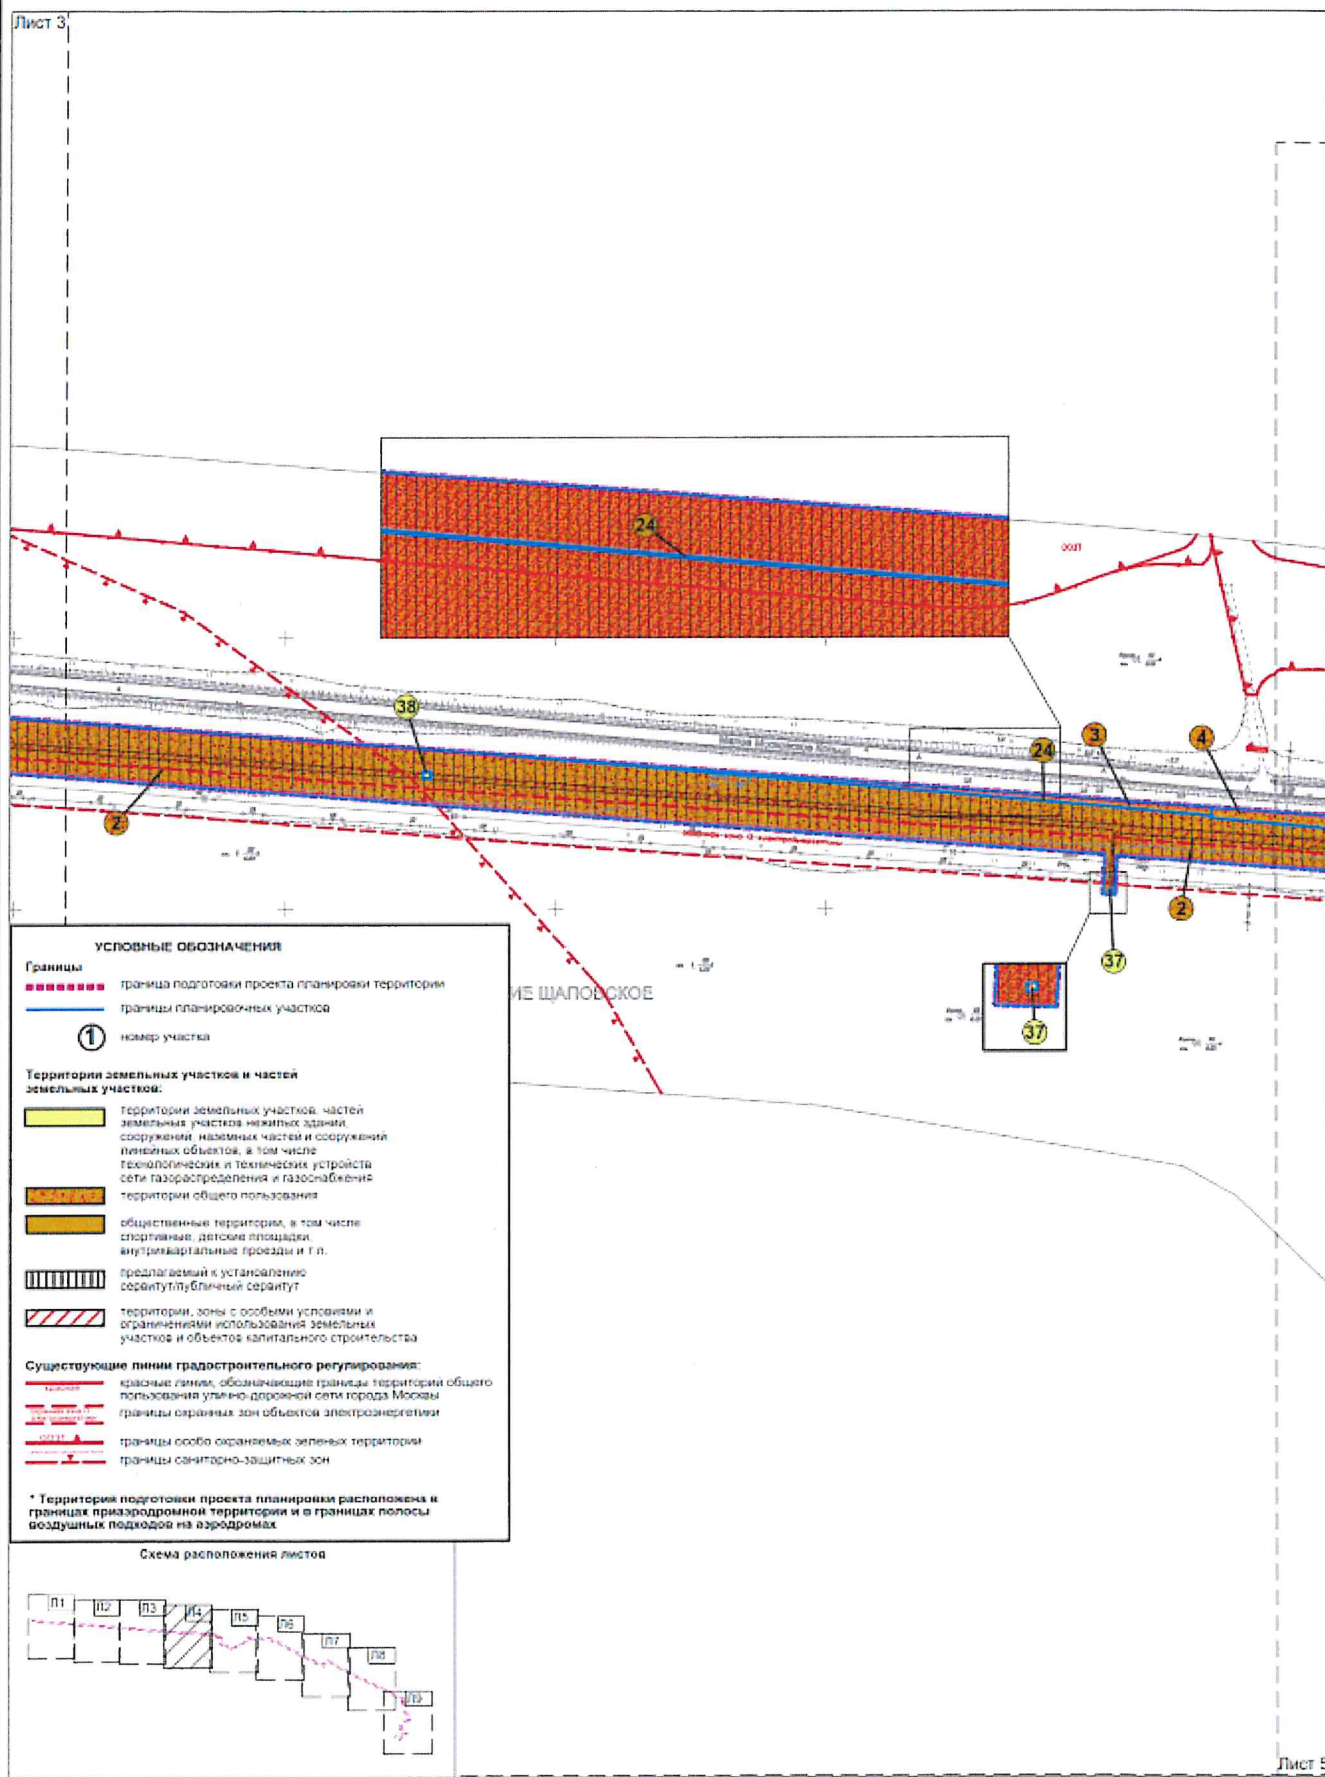 Лист 3
24
ООЗТ
38
3
4
24
2
2
37
37
ИЕ ЩАПОВСКОЕ
УСЛОВНЫЕ ОБОЗНАЧЕНИЯ
Границы
граница подготовки проекта планировки территории
границы планировочных участков
1 номер участка
Территории земельных участков и частей
земельных участков:
территории земельных участков, частей
земельных участков нежилых зданий,
сооружений, наземных частей и сооружений
линейных объектов, в том числе
технологических и технических устройств
сети газораспределения и газоснабжения
территории общего пользования
общественные территории, в том числе
спортивные, детские площадки,
внутриквартальные проезды и т.п.
предлагаемый к установлению
сервитут/публичный сервитут
территории, зоны с особыми условиями и
ограничениями использования земельных
участков и объектов капитального строительства
Существующие линии градостроительного регулирования:
красные линии, обозначающие границы территории общего
пользования улично-дорожной сети города Москвы
границы охранных зон объектов электроэнергетики
границы особо охраняемых зеленых территорий
границы санитарно-защитных зон
* Территория подготовки проекта планировки расположена в
границах приаэродромной территории и в границах полосы
воздушных подходов на аэродромах
Схема расположения листов
Л1
Л2
Л3
Л4
Л5
Л6
Л7
Л8
Л9
Лист 5